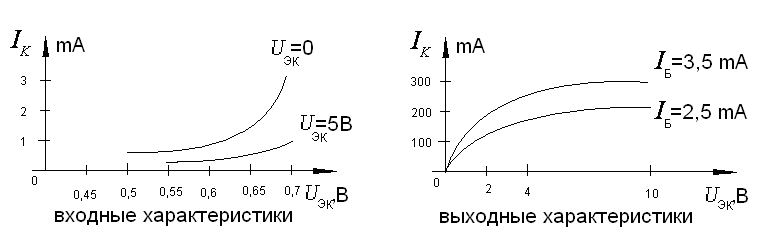 I_K mA
U_ЭК=0
3
2
U_ЭК=5В
1
0
0,45 0,5 0,55 0,6 0,65 0,7 U_ЭК,В
входные характеристики
I_K mA
I_Б=3,5 mA
300
200
I_Б=2,5 mA
100
0
2 4 10
U_ЭК,В
выходные характеристики